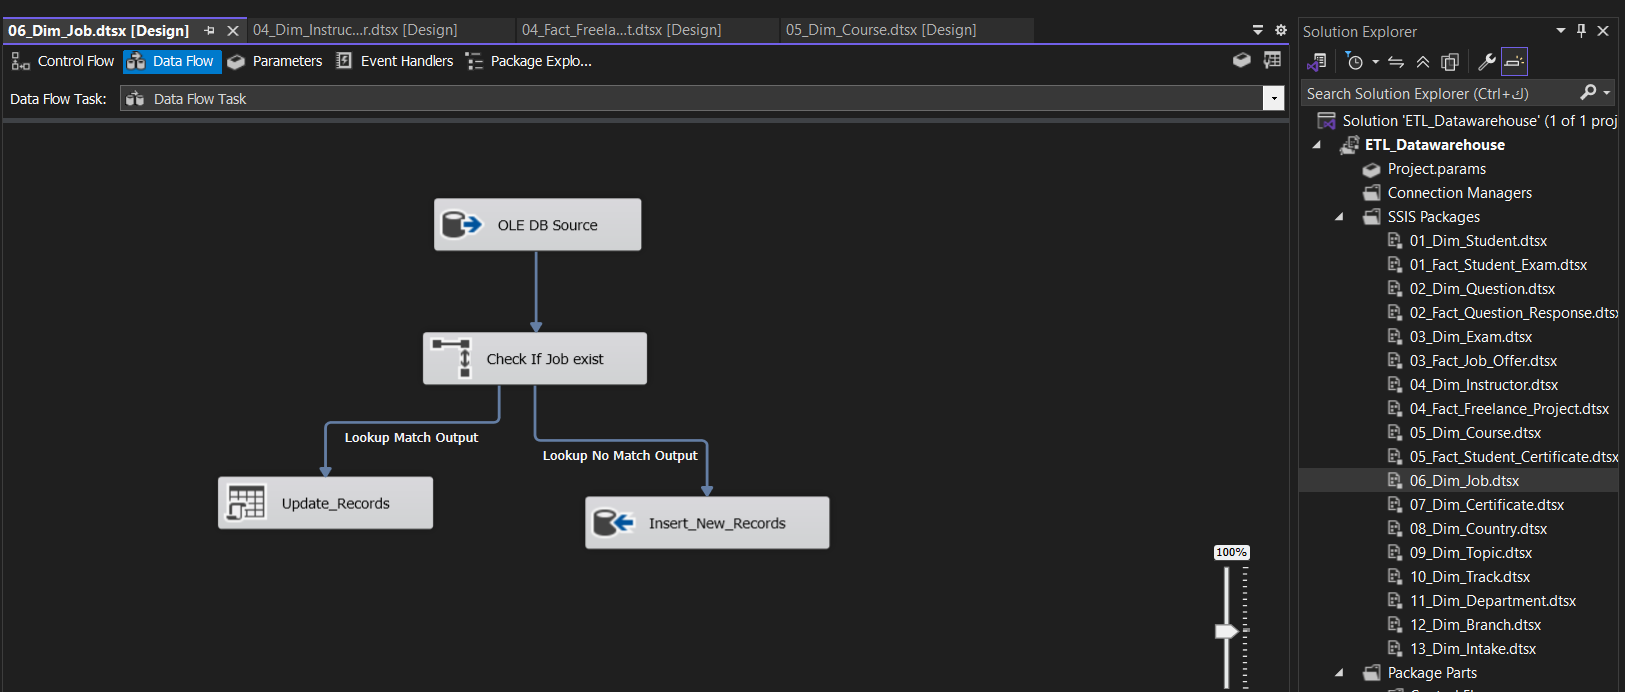 06_Dim_Job.dtsx [Design]
04_Dim_Instruc...r.dtsx [Design]
04_Fact_Freela...t.dtsx [Design]
05_Dim_Course.dtsx [Design]
Control Flow
Data Flow
Parameters
Event Handlers
Package Explo...
Data Flow Task:
Data Flow Task
OLE DB Source
Check If Job exist
Lookup Match Output
Lookup No Match Output
Update_Records
Insert_New_Records
100%
Solution Explorer
Search Solution Explorer (Ctrl+ك)
Solution 'ETL_Datawarehouse' (1 of 1 proj
ETL_Datawarehouse
Project.params
Connection Managers
SSIS Packages
01_Dim_Student.dtsx
01_Fact_Student_Exam.dtsx
02_Dim_Question.dtsx
02_Fact_Question_Response.dtsx
03_Dim_Exam.dtsx
03_Fact_Job_Offer.dtsx
04_Dim_Instructor.dtsx
04_Fact_Freelance_Project.dtsx
05_Dim_Course.dtsx
05_Fact_Student_Certificate.dtsx
06_Dim_Job.dtsx
07_Dim_Certificate.dtsx
08_Dim_Country.dtsx
09_Dim_Topic.dtsx
10_Dim_Track.dtsx
11_Dim_Department.dtsx
12_Dim_Branch.dtsx
13_Dim_Intake.dtsx
Package Parts